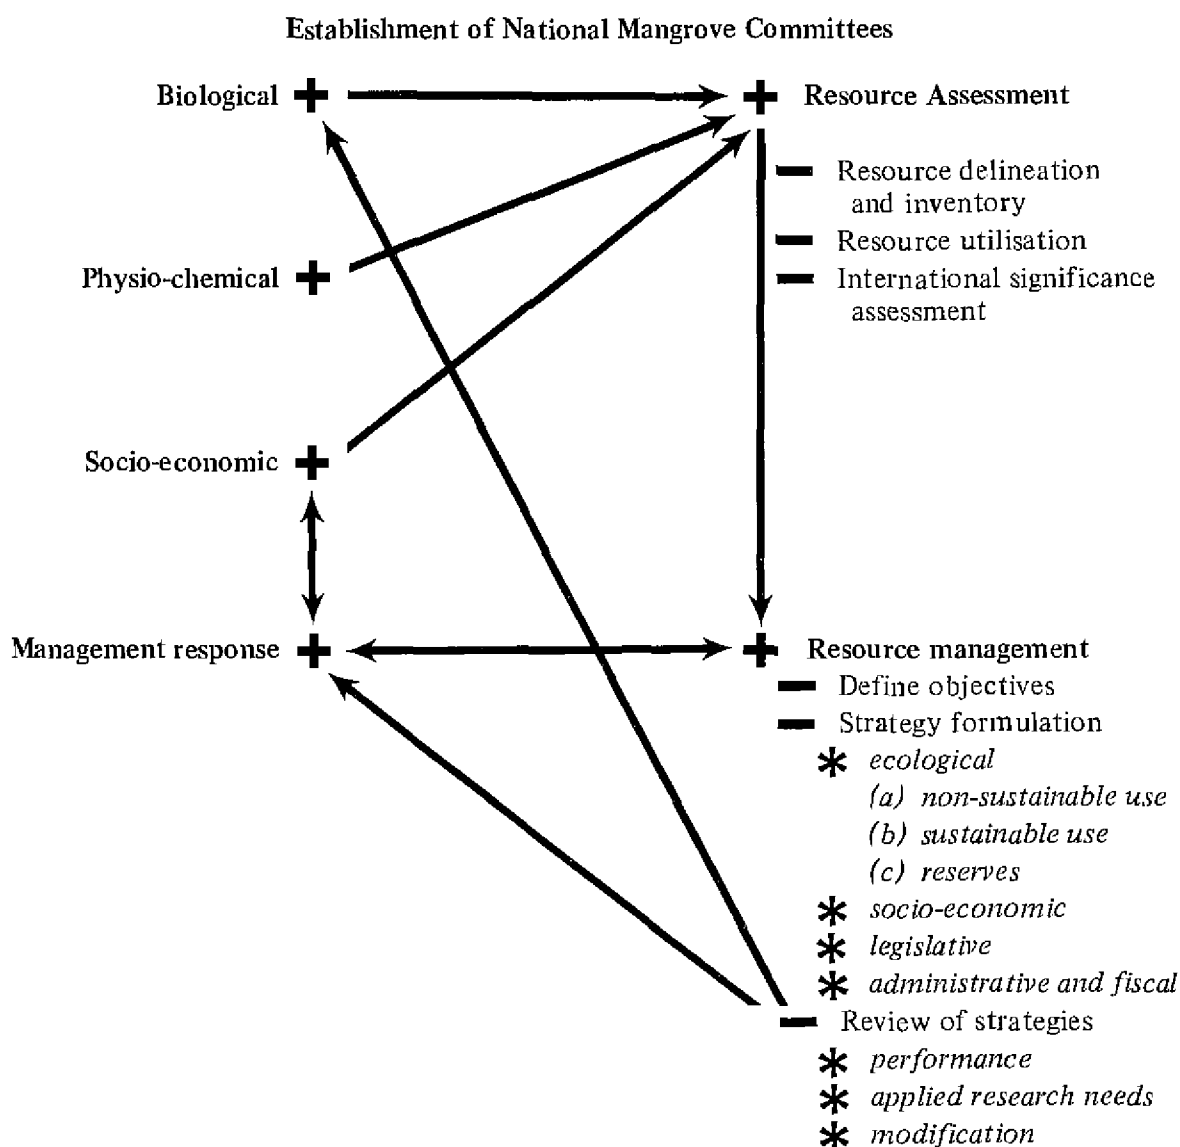 Establishment of National Mangrove Committees
Biological
Resource Assessment
Resource delineation
and inventory
Resource utilisation
International significance
assessment
Physio-chemical
Socio-economic
Management response
Resource management
Define objectives
Strategy formulation
ecological
(a) non-sustainable use
(b) sustainable use
(c) reserves
socio-economic
legislative
administrative and fiscal
Review of strategies
performance
applied research needs
modification